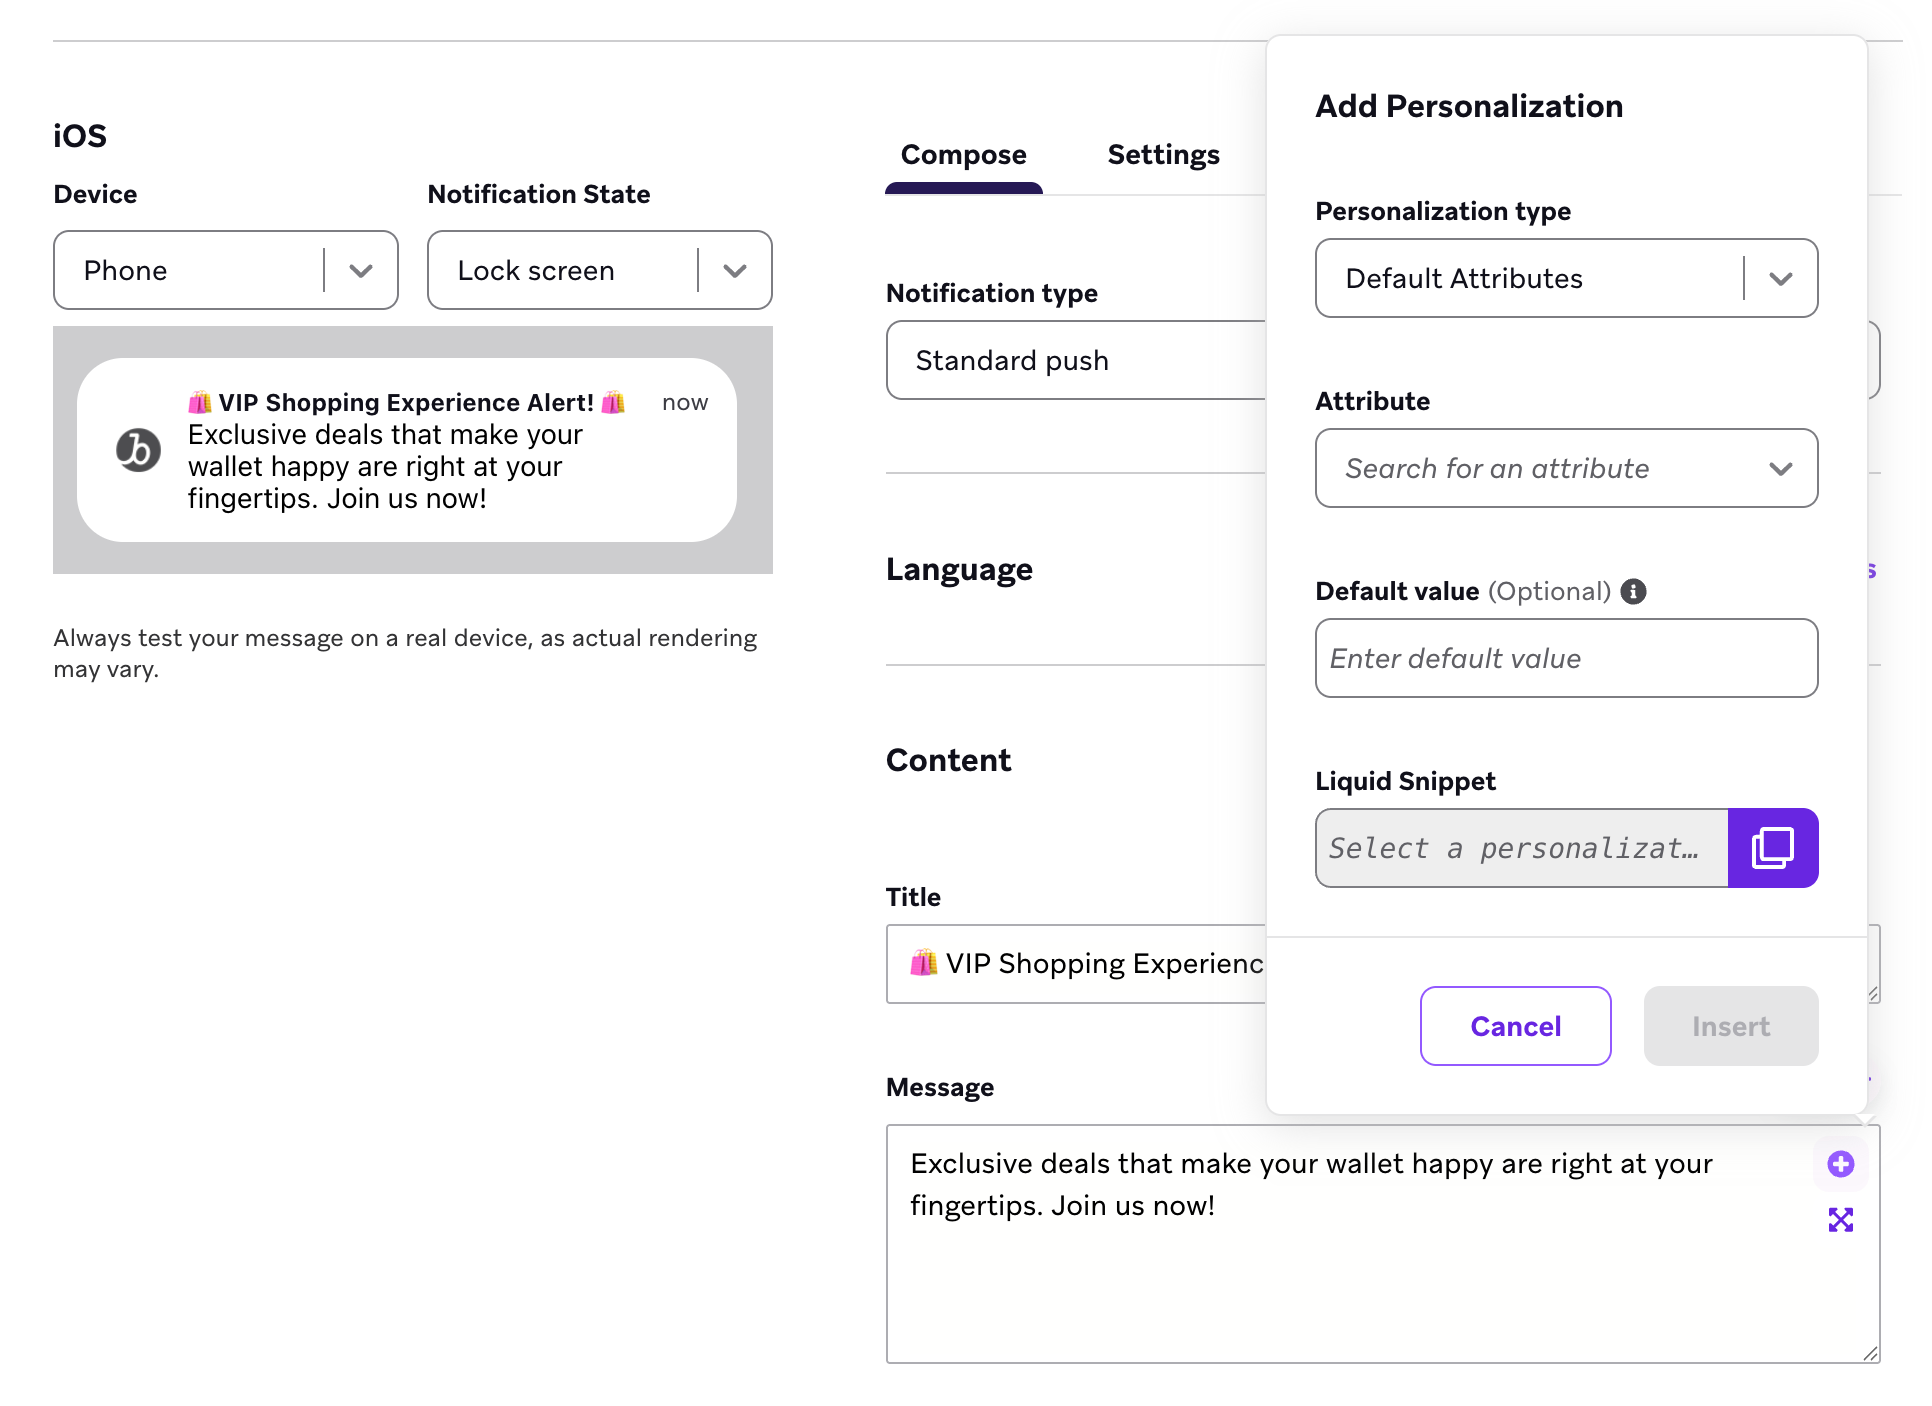 iOS
Device
Notification State
Phone
Lock screen
🛍️ VIP Shopping Experience Alert! 🛍️
now
Exclusive deals that make your
wallet happy are right at your
fingertips. Join us now!
Always test your message on a real device, as actual rendering
may vary.
Compose
Settings
Notification type
Standard push
Language
s
Content
Title
🛍️ VIP Shopping Experienc
Message
Exclusive deals that make your wallet happy are right at your
fingertips. Join us now!
Add Personalization
Personalization type
Default Attributes
Attribute
Search for an attribute
Default value (Optional)
Enter default value
Liquid Snippet
Select a personalizat…
Cancel
Insert